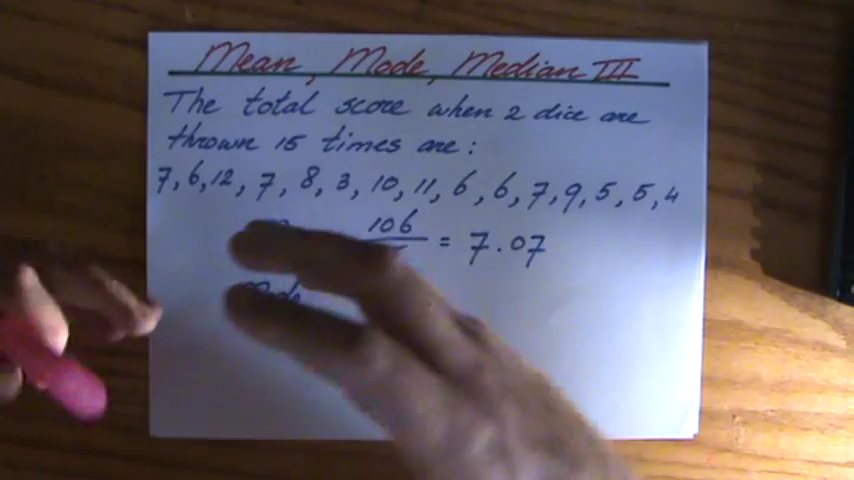 Mean, Mode, Median III
The total score when 2 dice are
thrown 15 times are:
7, 6, 12, 7, 8, 3, 10, 11, 6, 6, 7, 9, 5, 5, 4
106 = 7.07
Mode